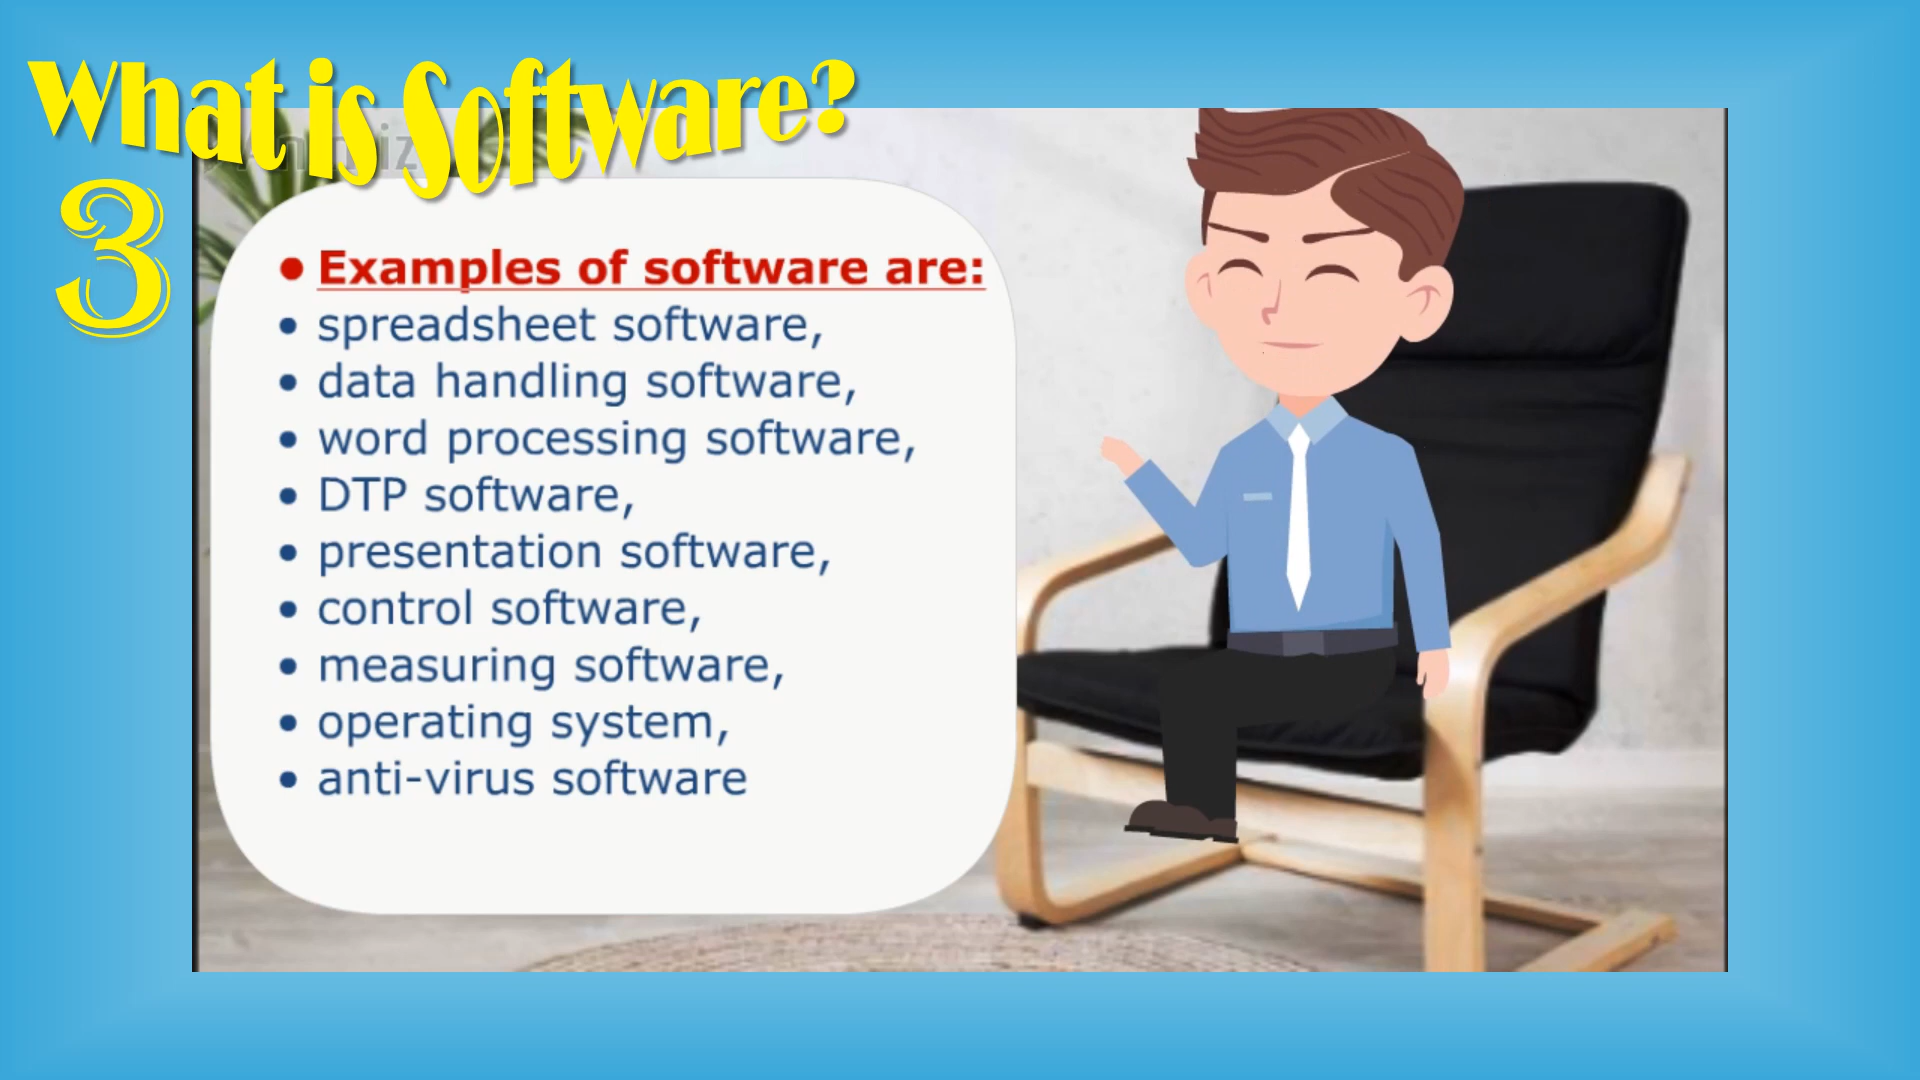 What is Software?
3
• Examples of software are:
• spreadsheet software,
• data handling software,
• word processing software,
• DTP software,
• presentation software,
• control software,
• measuring software,
• operating system,
• anti-virus software